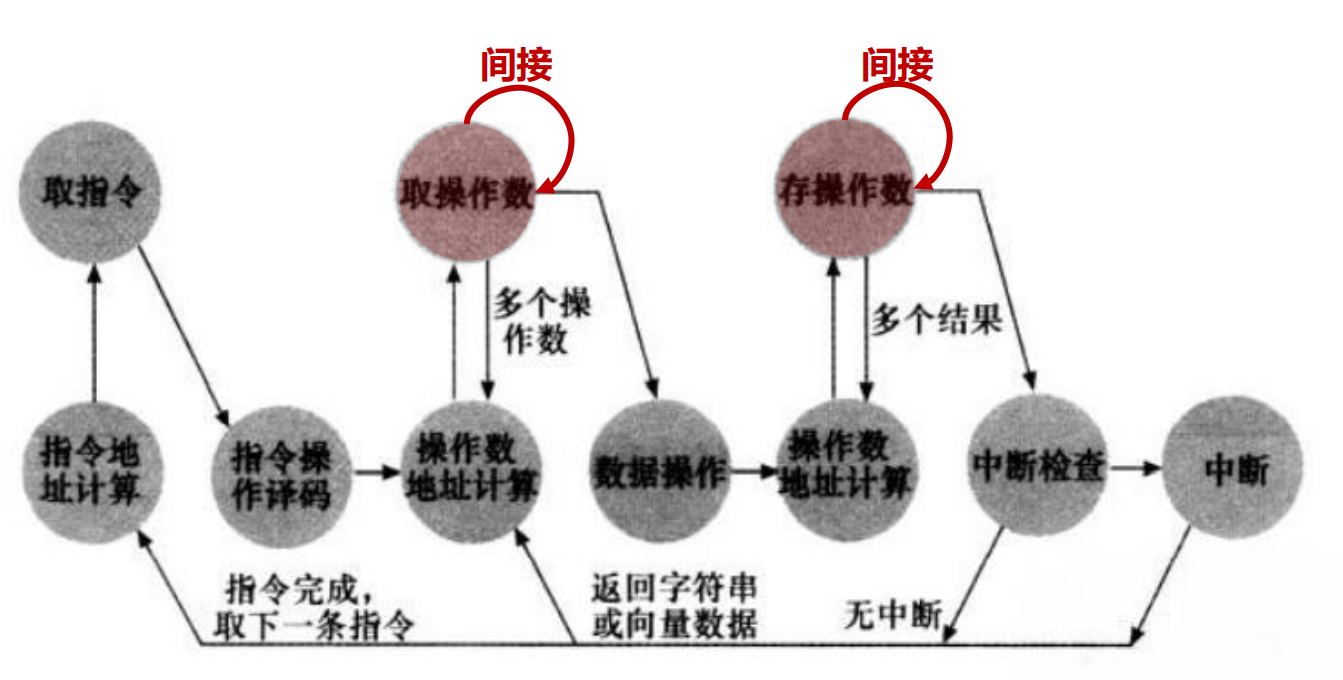 间接
间接
取指令
取操作数
存操作数
多个操
作数
多个结果
指令地
址计算
指令操
作译码
操作数
地址计算
数据操作
操作数
地址计算
中断检查
中断
指令完成，
取下一条指令
返回字符串
或向量数据
无中断